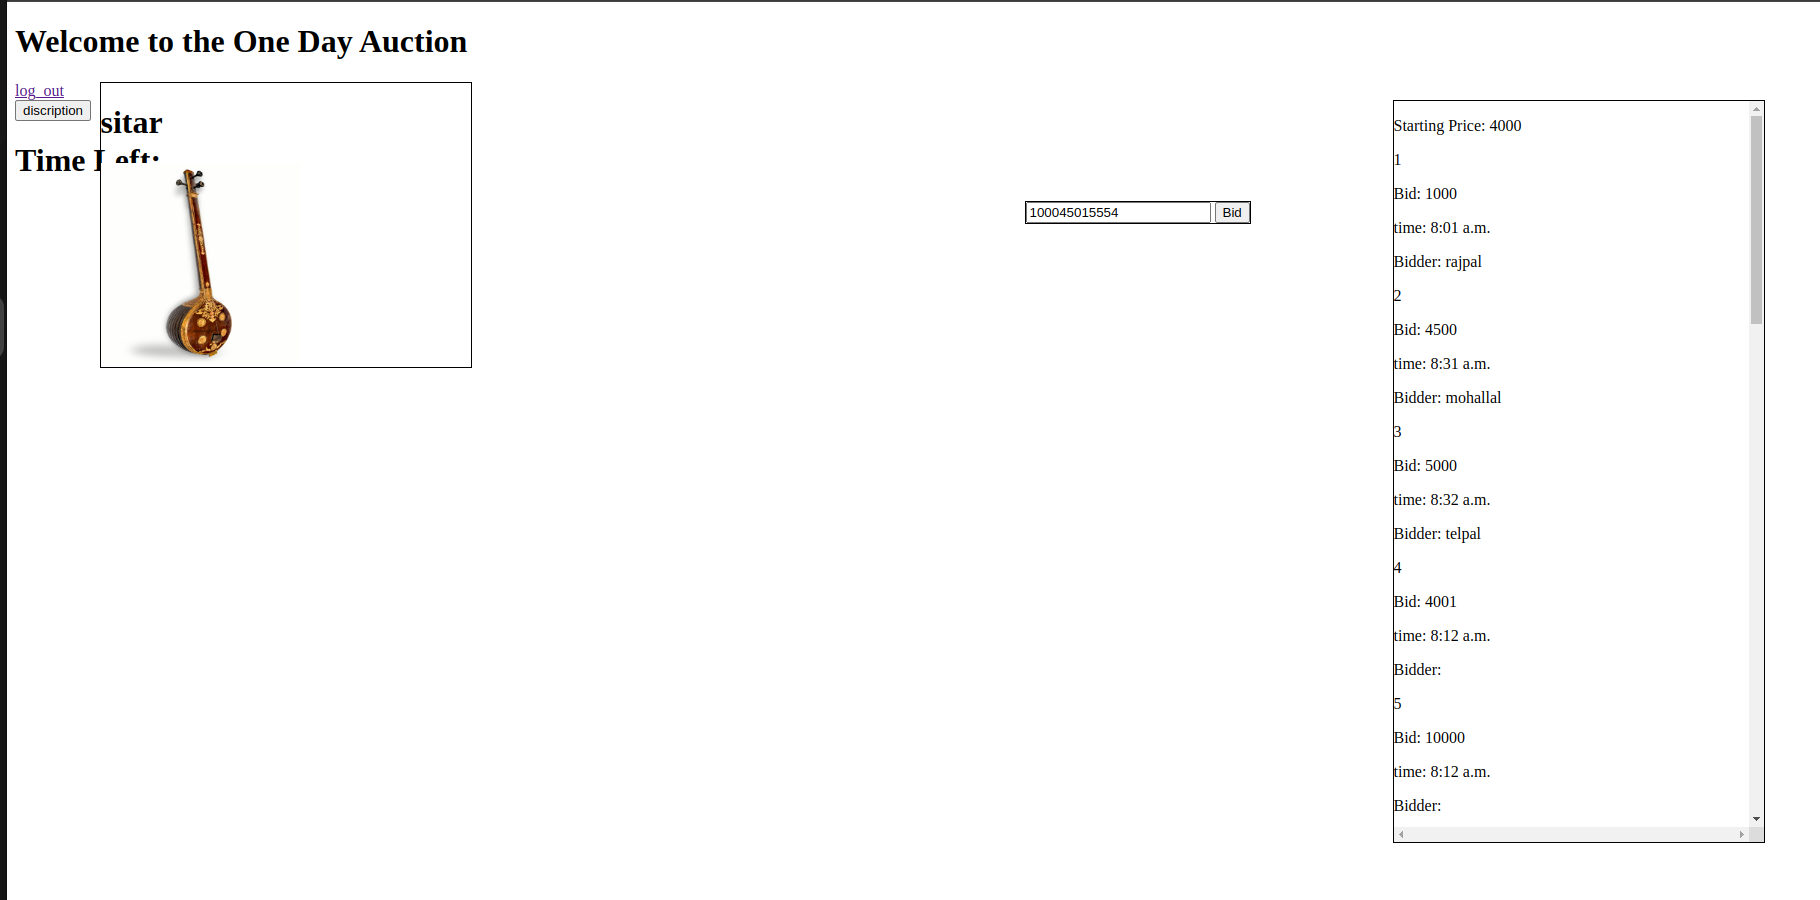 Welcome to the One Day Auction
log_out
discription
sitar
Time Left:
100045015554 Bid
Starting Price: 4000
1
Bid: 1000
time: 8:01 a.m.
Bidder: rajpal
2
Bid: 4500
time: 8:31 a.m.
Bidder: mohallal
3
Bid: 5000
time: 8:32 a.m.
Bidder: telpal
4
Bid: 4001
time: 8:12 a.m.
Bidder:
5
Bid: 10000
time: 8:12 a.m.
Bidder: